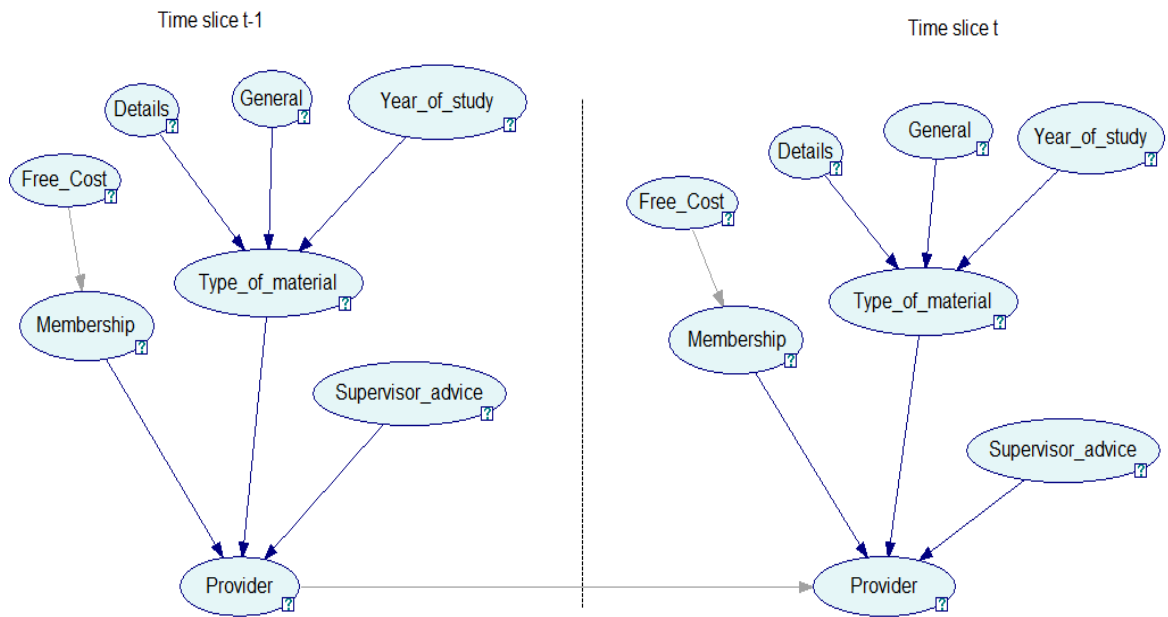 Time slice t-1
Details
?
General
?
Year_of_study
?
Free_Cost
?
Type_of_material
?
Membership
?
Supervisor_advice
?
Provider
?
Time slice t
Details
?
General
?
Year_of_study
?
Free_Cost
?
Type_of_material
?
Membership
?
Supervisor_advice
?
Provider
?